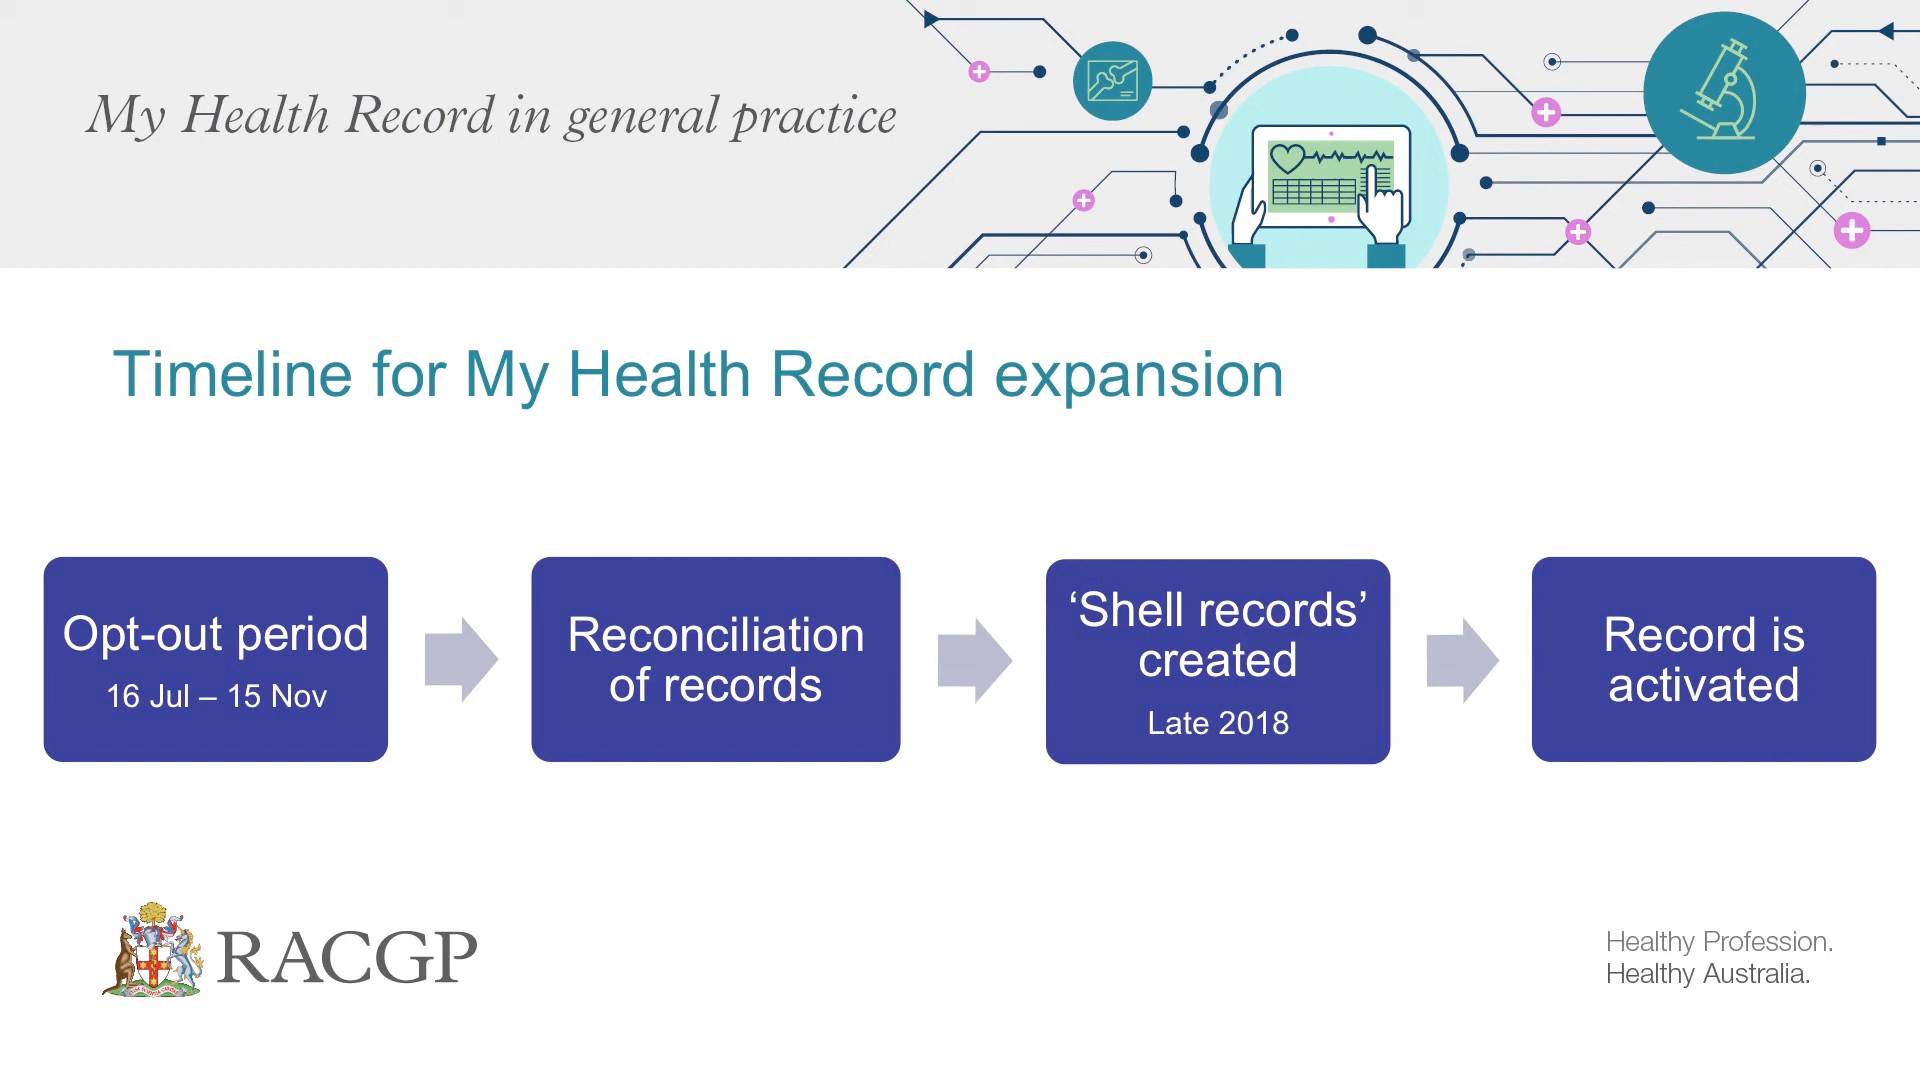 My Health Record in general practice
Timeline for My Health Record expansion
Opt-out period
16 Jul – 15 Nov
Reconciliation
of records
‘Shell records’
created
Late 2018
Record is
activated
RACGP
Healthy Profession.
Healthy Australia.